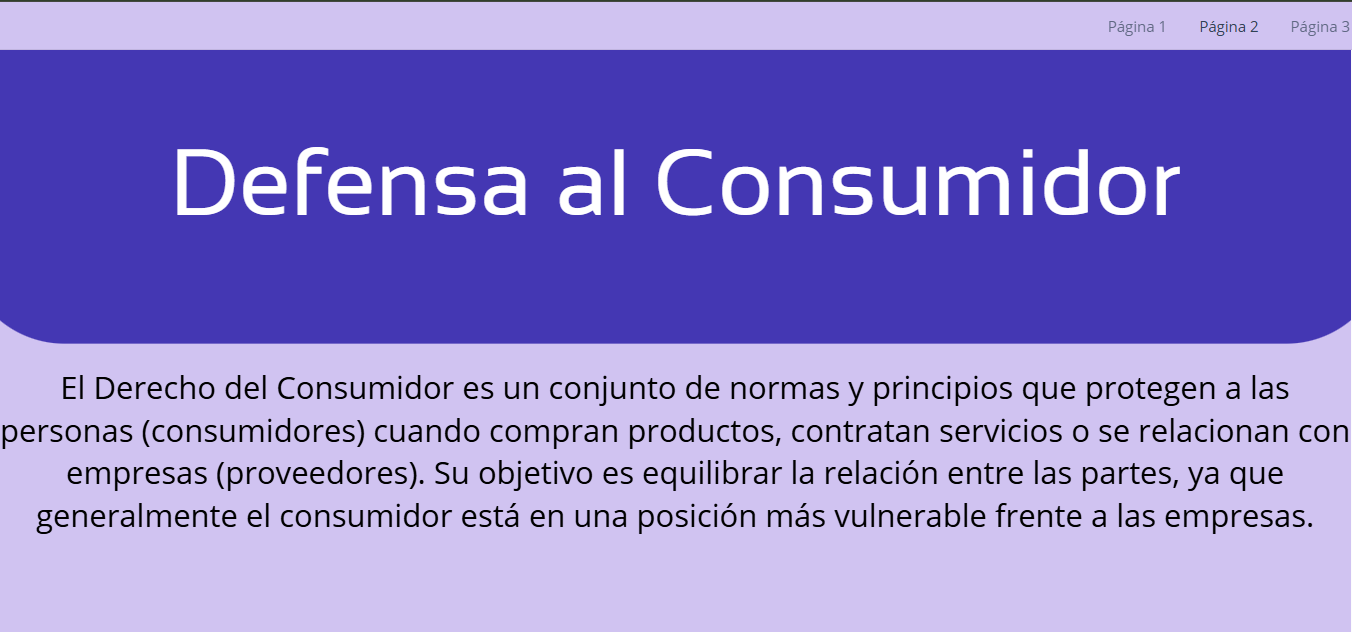 Página 1 Página 2 Página 3
Defensa al Consumidor
El Derecho del Consumidor es un conjunto de normas y principios que protegen a las
personas (consumidores) cuando compran productos, contratan servicios o se relacionan con
empresas (proveedores). Su objetivo es equilibrar la relación entre las partes, ya que
generalmente el consumidor está en una posición más vulnerable frente a las empresas.